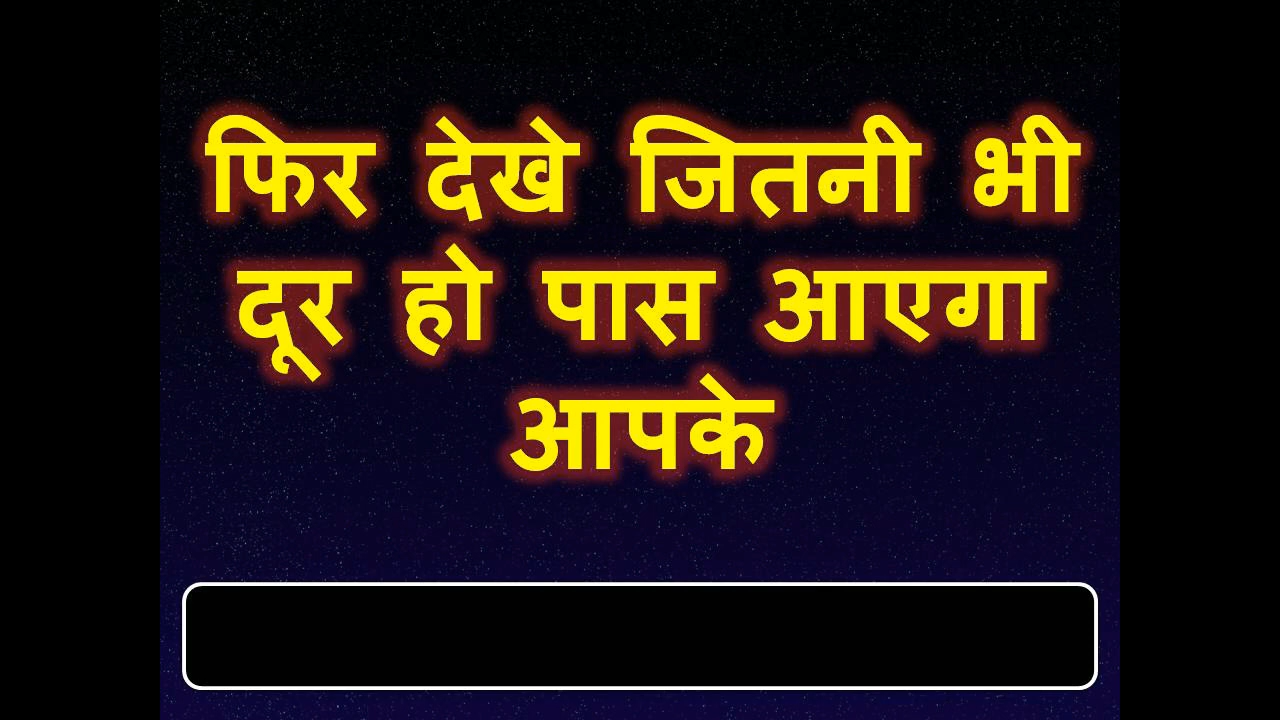 फिर देखे जितनी भी
दूर हो पास आएगा
आपके